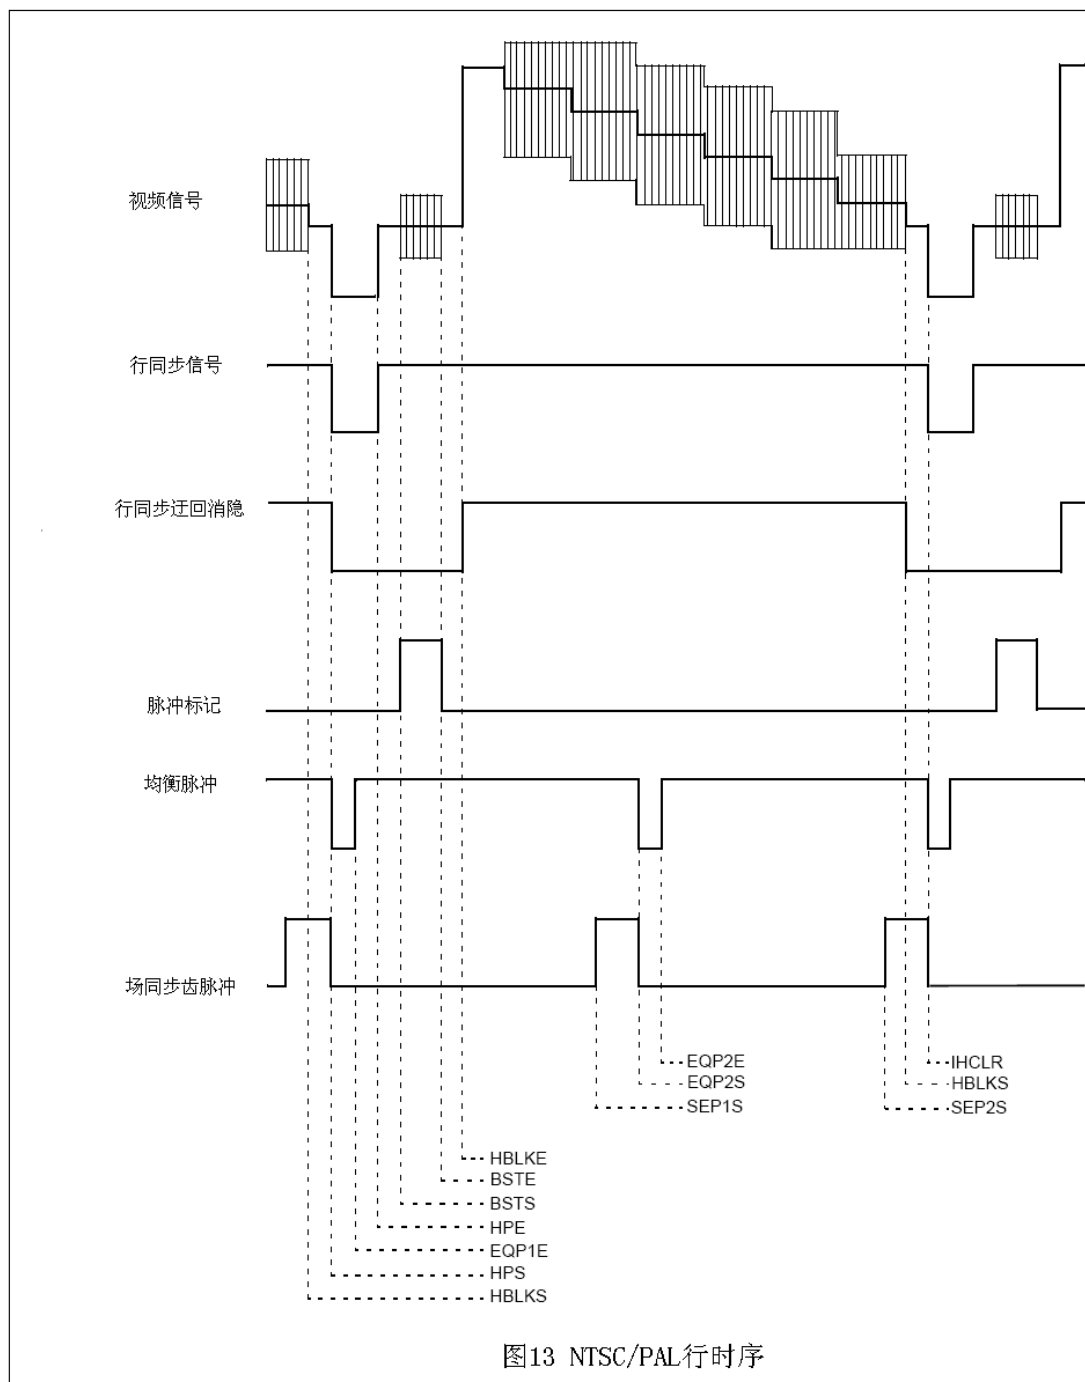 视频信号
行同步信号
行同步迂回消隐
脉冲标记
均衡脉冲
场同步齿脉冲
EQP2E
EQP2S
SEP1S
IHCLR
HBLKS
SEP2S
HBLKE
BSTE
BSTS
HPE
EQP1E
HPS
HBLKS
图13 NTSC/PAL行时序